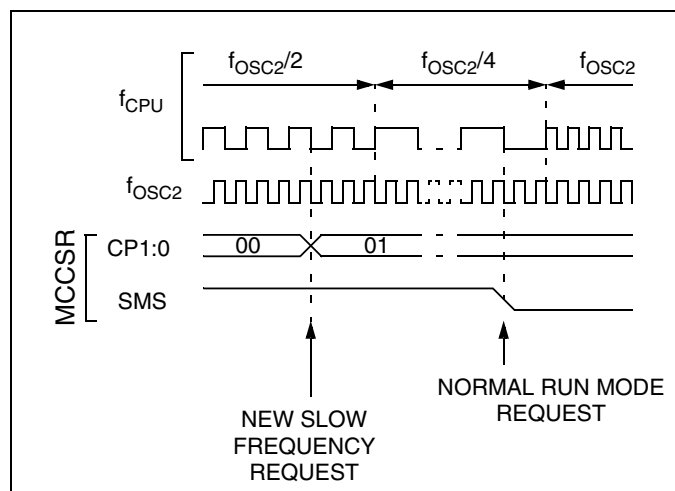 fOSC2/2 fOSC2/4 fOSC2
fCPU
fOSC2
MCCSR
CP1:0 00 01
SMS
NEW SLOW
FREQUENCY
REQUEST
NORMAL RUN MODE
REQUEST